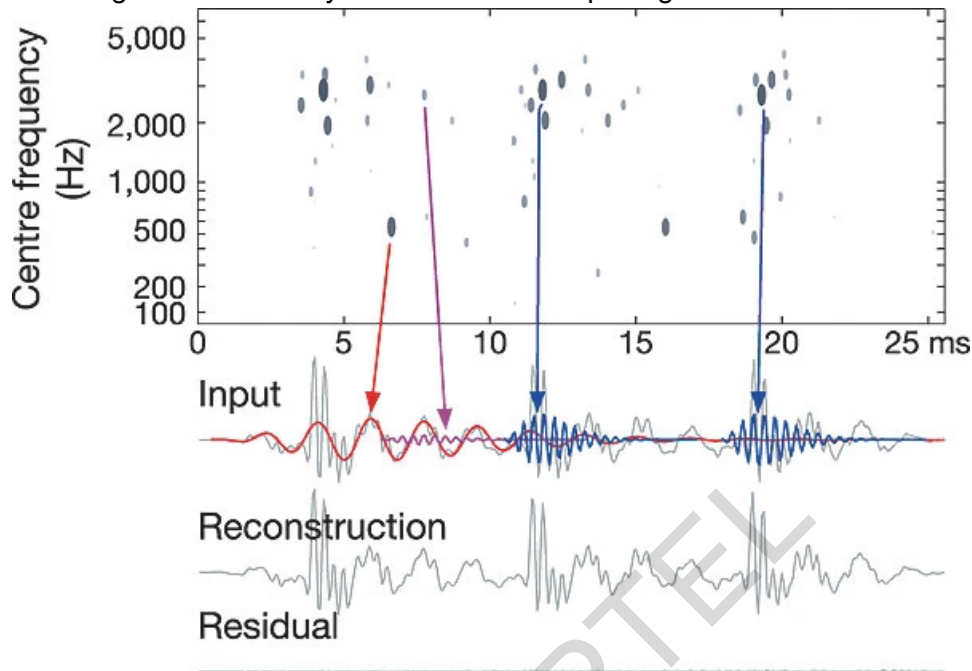 5,000
2,000
1,000
500
200
100
Centre frequency
(Hz)
0 5 10 15 20 25 ms
Input
Reconstruction
Residual
PTEL